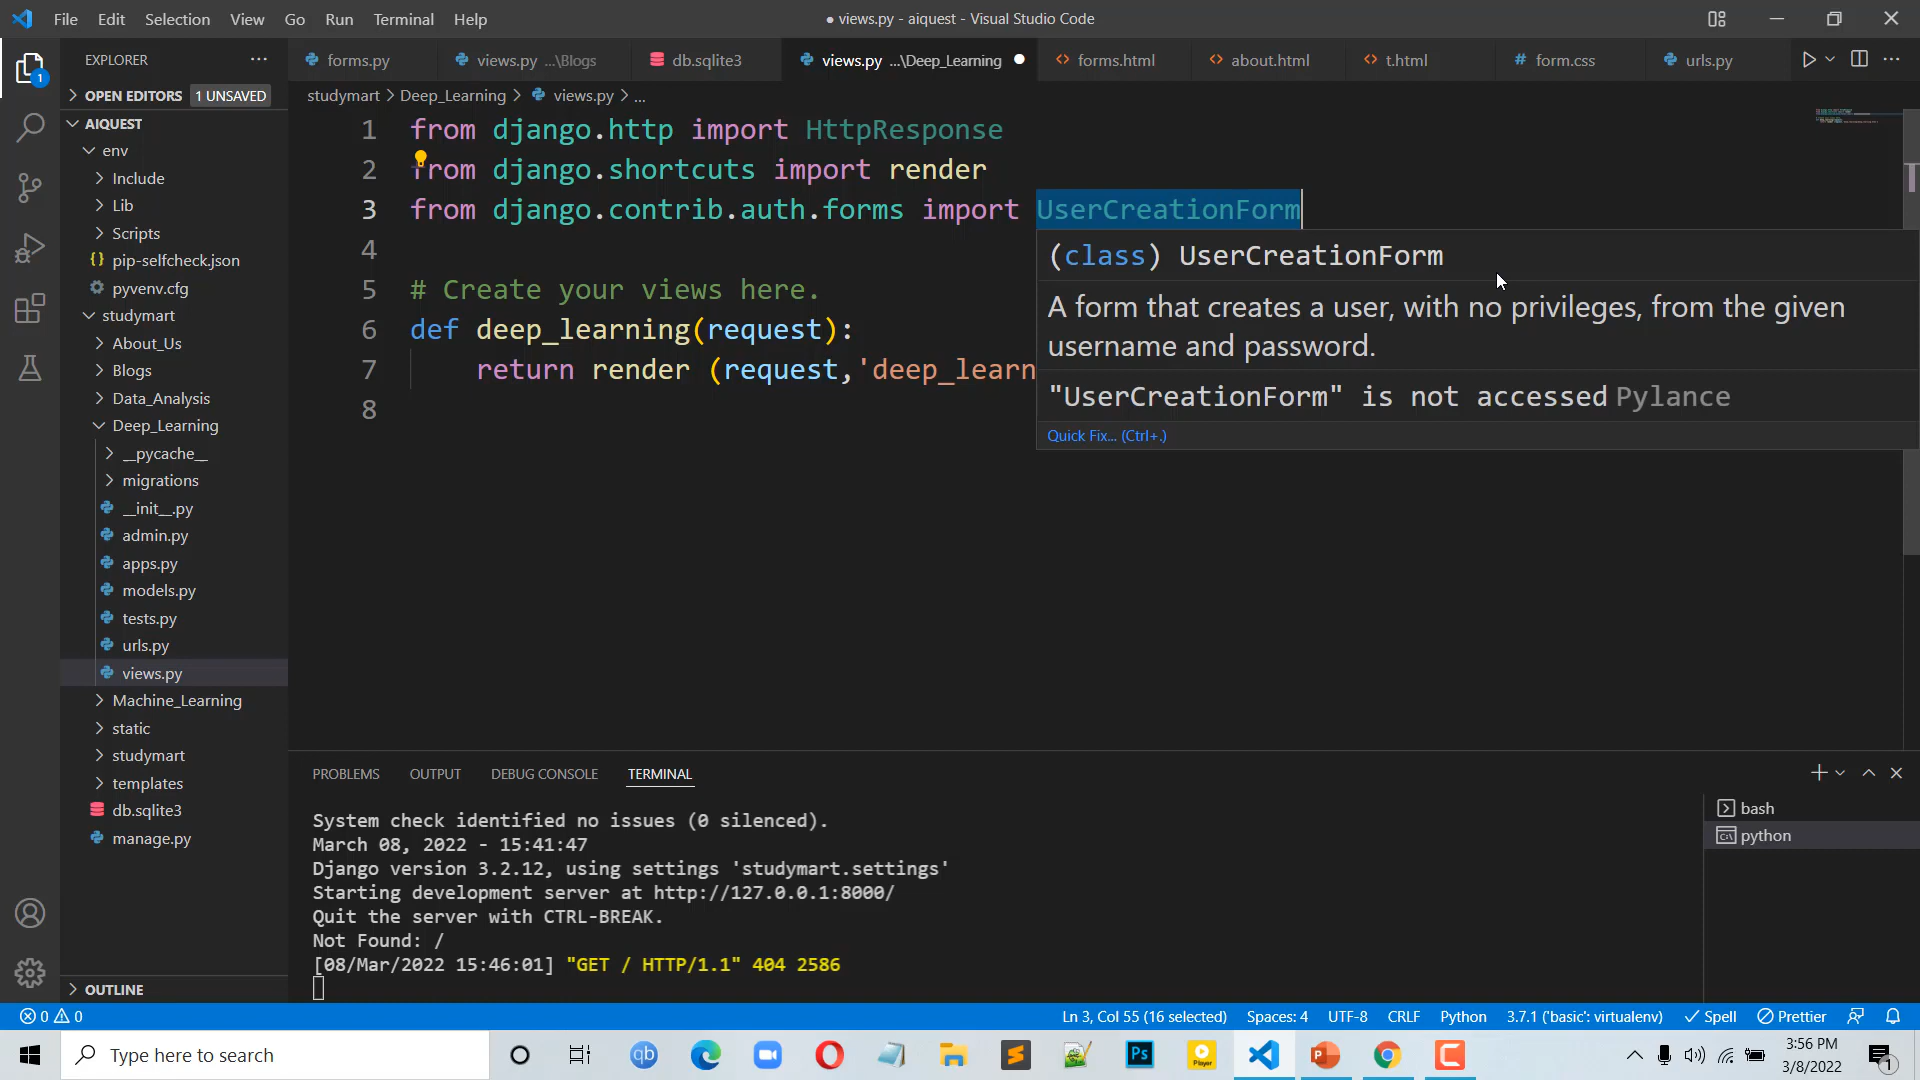 File Edit Selection View Go Run Terminal Help
● views.py - aiquest - Visual Studio Code
EXPLORER
forms.py
views.py ...\Blogs
db.sqlite3
views.py ...\Deep_Learning
forms.html
about.html
t.html
form.css
urls.py
OPEN EDITORS 1 UNSAVED
studymart > Deep_Learning > views.py > ...
AIQUEST
env
Include
Lib
Scripts
pip-selfcheck.json
pyvenv.cfg
studymart
About_Us
Blogs
Data_Analysis
Deep_Learning
__pycache__
migrations
__init__.py
admin.py
apps.py
models.py
tests.py
urls.py
views.py
Machine_Learning
static
studymart
templates
db.sqlite3
manage.py
OUTLINE
1 from django.http import HttpResponse
2 from django.shortcuts import render
3 from django.contrib.auth.forms import UserCreationForm
4
5 # Create your views here.
6 def deep_learning(request):
7 return render (request,'deep_learn
8
(class) UserCreationForm
A form that creates a user, with no privileges, from the given
username and password.
"UserCreationForm" is not accessed Pylance
Quick Fix... (Ctrl+.)
PROBLEMS OUTPUT DEBUG CONSOLE TERMINAL
System check identified no issues (0 silenced).
March 08, 2022 - 15:41:47
Django version 3.2.12, using settings 'studymart.settings'
Starting development server at http://127.0.0.1:8000/
Quit the server with CTRL-BREAK.
Not Found: /
[08/Mar/2022 15:46:01] "GET / HTTP/1.1" 404 2586
bash
python
0 0
Ln 3, Col 55 (16 selected) Spaces: 4 UTF-8 CRLF Python 3.7.1 ('basic': virtualenv) Spell Prettier
Type here to search
qb
Ps
Player
3:56 PM
3/8/2022
1